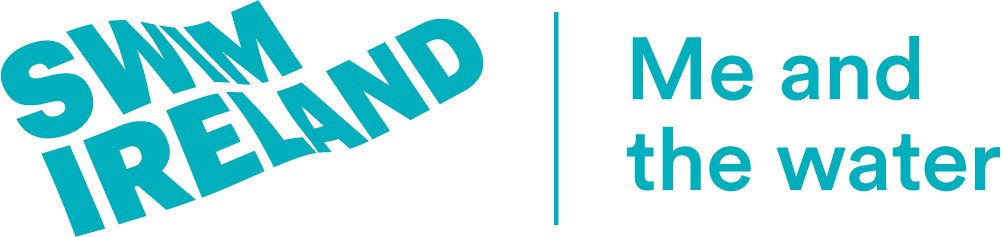 SWIM
IRELAND
Me and
the water